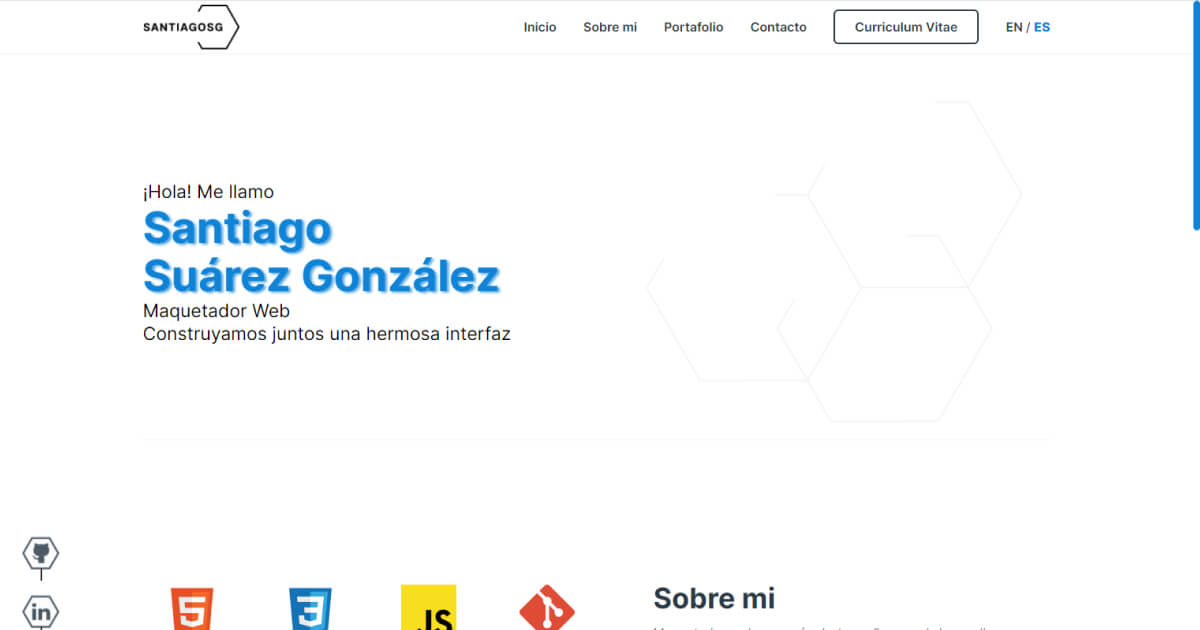 SANTIAGOSG
Inicio Sobre mi Portafolio Contacto Curriculum Vitae EN / ES
¡Hola! Me llamo
Santiago
Suárez González
Maquetador Web
Construyamos juntos una hermosa interfaz
in
5 3 JS
Sobre mi